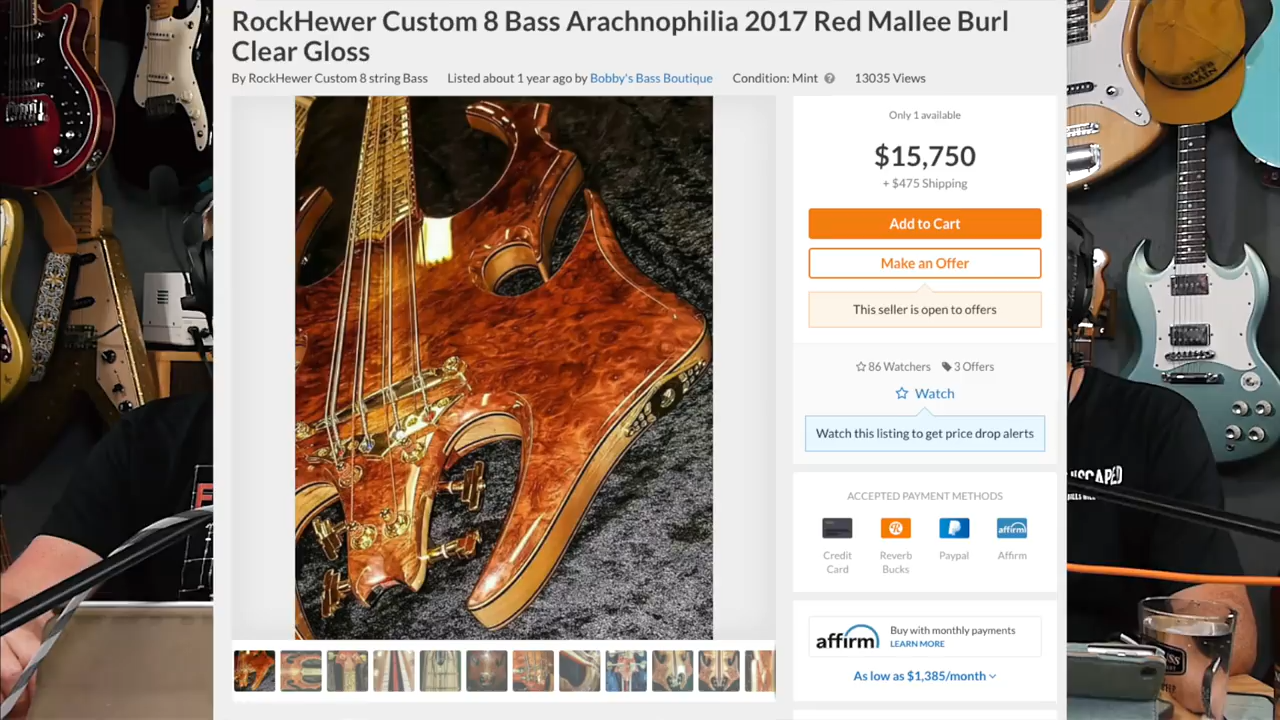 RockHewer Custom 8 Bass Arachnophilia 2017 Red Mallee Burl
Clear Gloss
By RockHewer Custom 8 string Bass Listed about 1 year ago by Bobby's Bass Boutique Condition: Mint ? 13035 Views
Only 1 available
$15,750
+ $475 Shipping
Add to Cart
Make an Offer
This seller is open to offers
86 Watchers 3 Offers
Watch
Watch this listing to get price drop alerts
ACCEPTED PAYMENT METHODS
affirm
Credit Card
Reverb Bucks
Paypal
Affirm
affirm
Buy with monthly payments
LEARN MORE
As low as $1,385/month